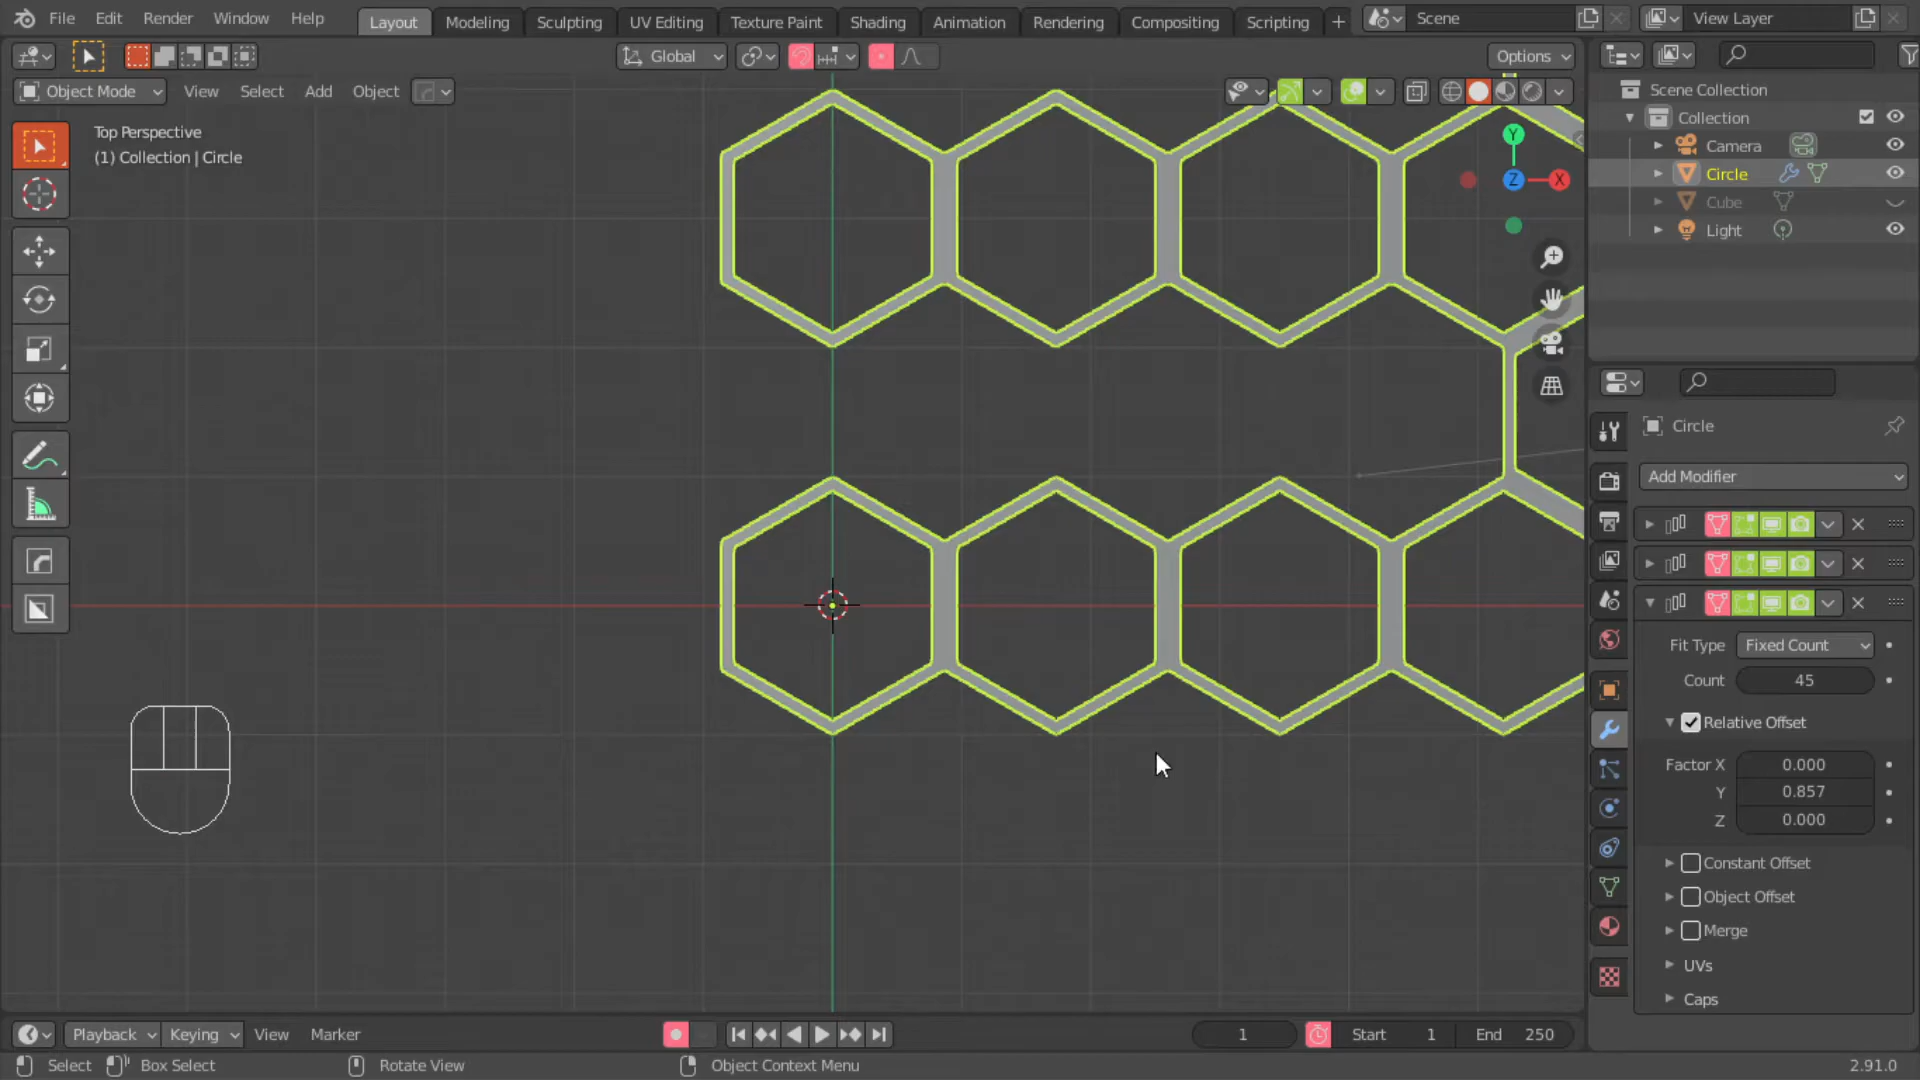 File Edit Render Window Help Layout Modeling Sculpting UV Editing Texture Paint Shading Animation Rendering Compositing Scripting + Scene View Layer
Global Options
Object Mode View Select Add Object
Top Perspective
(1) Collection | Circle
Y
Z X
Scene Collection
Collection
Camera
Circle
Cube
Light
Circle
Add Modifier
Fit Type Fixed Count
Count 45
Relative Offset
Factor X 0.000
Y 0.857
Z 0.000
Constant Offset
Object Offset
Merge
UVs
Caps
Playback Keying View Marker 1 Start 1 End 250
Select Box Select Rotate View Object Context Menu 2.91.0